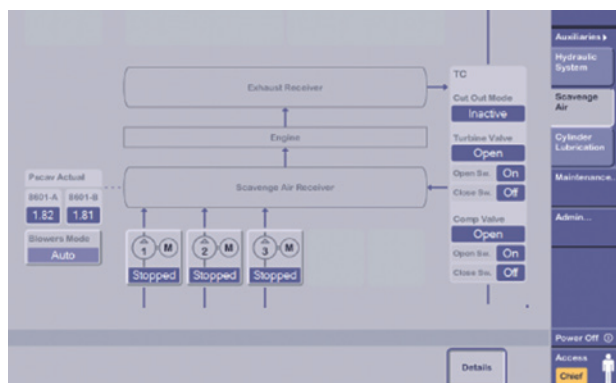 Exhaust Receiver
Engine
Scavenge Air Receiver
Pscav Actual
8601-A 8601-B
1.82 1.81
Blowers Mode
Auto
1 M
Stopped
2 M
Stopped
3 M
Stopped
TC
Cut Out Mode
Inactive
Turbine Valve
Open
Open Sw. On
Close Sw. Off
Comp Valve
Open
Open Sw. On
Close Sw. Off
Details
Auxiliaries
Hydraulic
System
Scavenge
Air
Cylinder
Lubrication
Maintenance...
Admin...
Power Off
Access
Chief